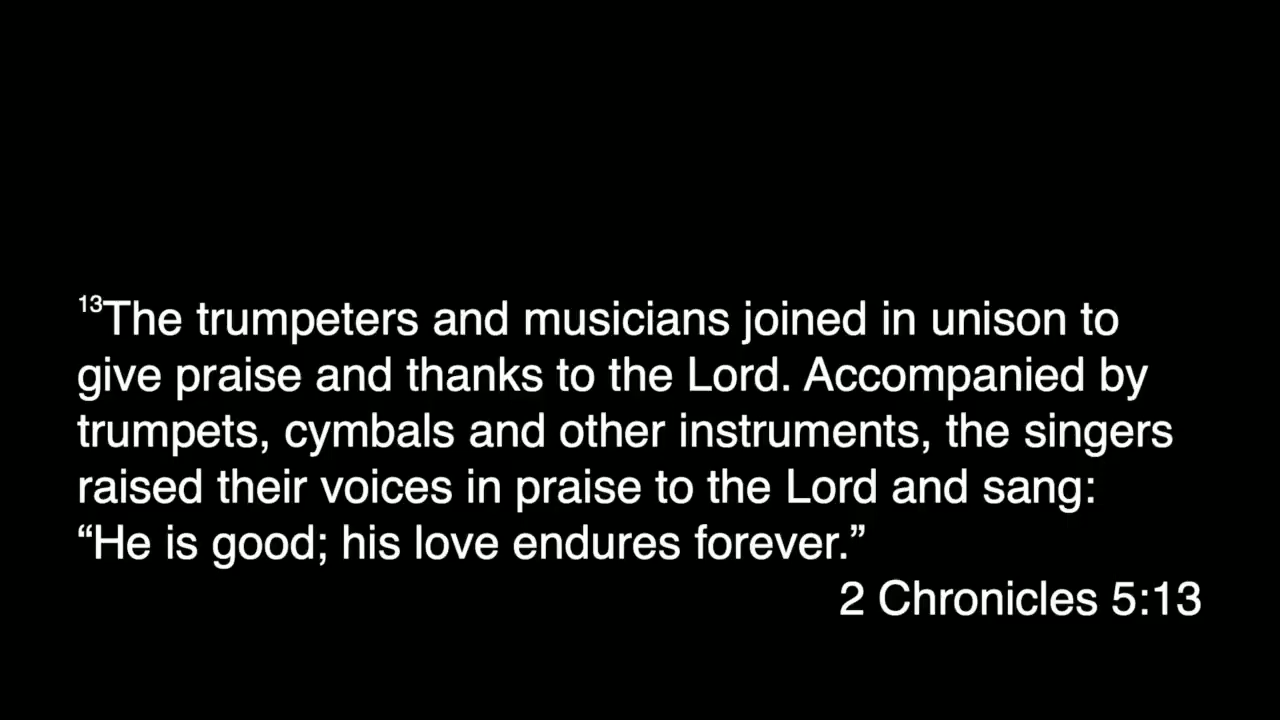 13The trumpeters and musicians joined in unison to
give praise and thanks to the Lord. Accompanied by
trumpets, cymbals and other instruments, the singers
raised their voices in praise to the Lord and sang:
“He is good; his love endures forever.”
2 Chronicles 5:13